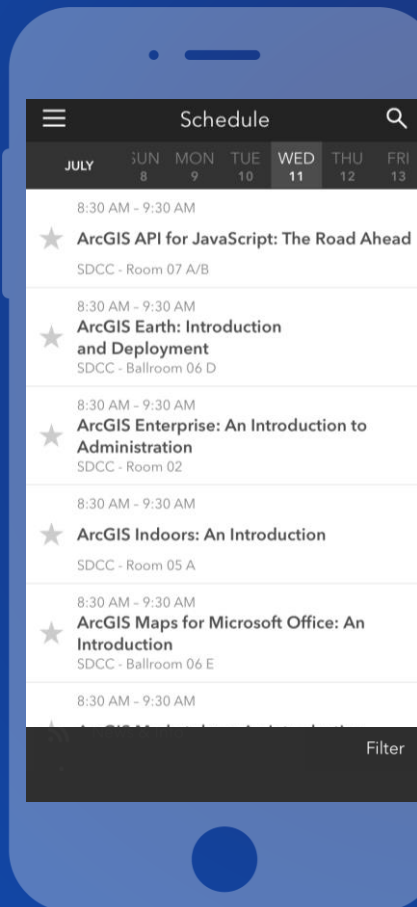 Schedule
JULY
SUN MON TUE WED THU FRI
8 9 10 11 12 13
8:30 AM - 9:30 AM
ArcGIS API for JavaScript: The Road Ahead
SDCC - Room 07 A/B
8:30 AM - 9:30 AM
ArcGIS Earth: Introduction
and Deployment
SDCC - Ballroom 06 D
8:30 AM - 9:30 AM
ArcGIS Enterprise: An Introduction to
Administration
SDCC - Room 02
8:30 AM - 9:30 AM
ArcGIS Indoors: An Introduction
SDCC - Room 05 A
8:30 AM - 9:30 AM
ArcGIS Maps for Microsoft Office: An
Introduction
SDCC - Ballroom 06 E
8:30 AM - 9:30 AM
Filter